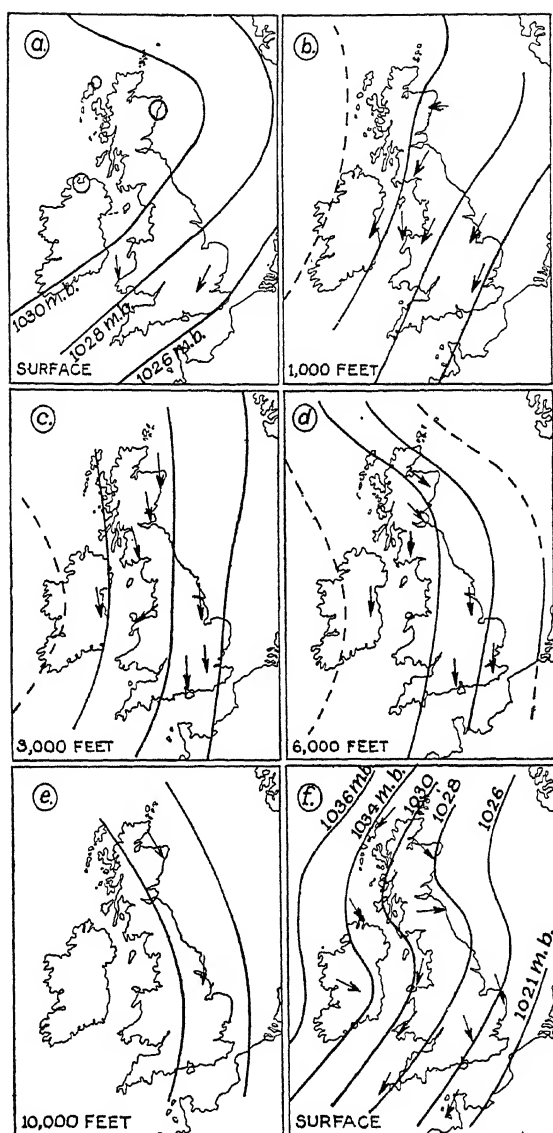 a.
1030 m.b.
1028 m.b.
1026 m.b.
SURFACE
b.
1,000 FEET
c.
3,000 FEET
d
6,000 FEET
e.
10,000 FEET
f.
1036 m.b.
1034 m.b.
1030
1028
1026
1021 m.b.
SURFACE